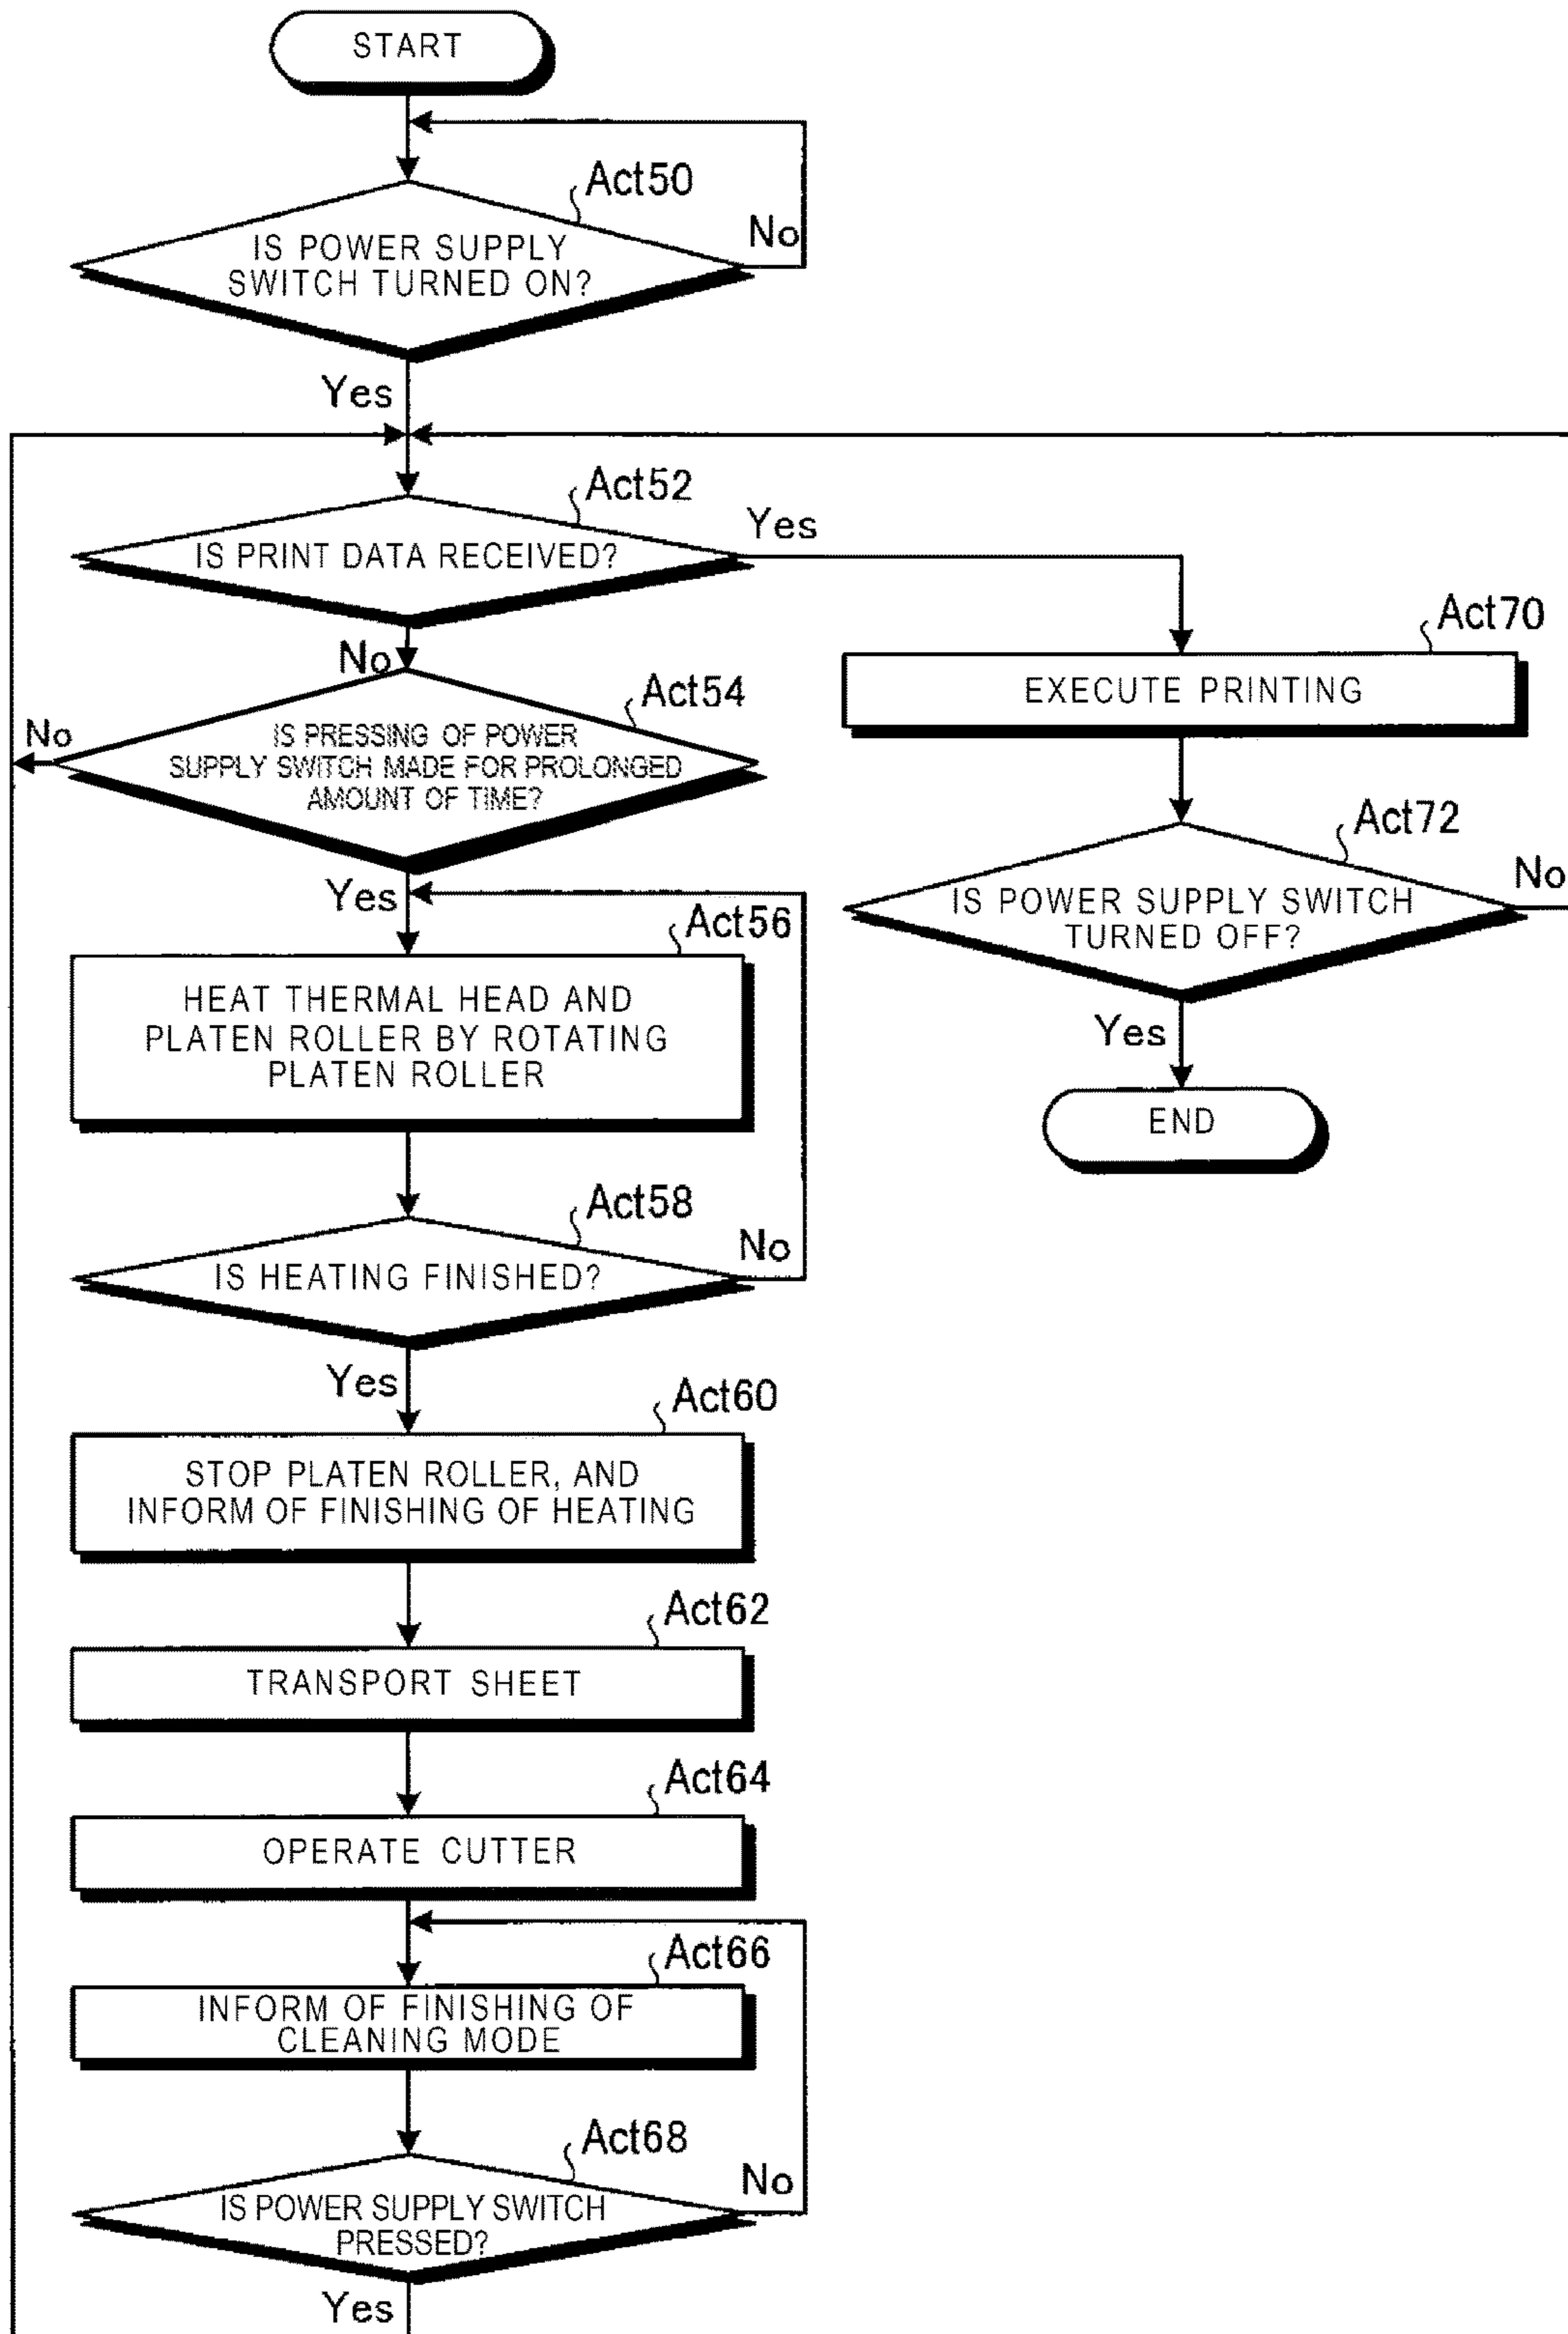 START
Act50
IS POWER SUPPLY
SWITCH TURNED ON?
No
Yes
Act52
IS PRINT DATA RECEIVED?
Yes
No
Act54
IS PRESSING OF POWER
SUPPLY SWITCH MADE FOR PROLONGED
AMOUNT OF TIME?
No
Yes
Act56
HEAT THERMAL HEAD AND
PLATEN ROLLER BY ROTATING
PLATEN ROLLER
Act58
IS HEATING FINISHED?
No
Yes
Act60
STOP PLATEN ROLLER, AND
INFORM OF FINISHING OF HEATING
Act62
TRANSPORT SHEET
Act64
OPERATE CUTTER
Act66
INFORM OF FINISHING OF
CLEANING MODE
Act68
IS POWER SUPPLY SWITCH
PRESSED?
No
Yes
Act70
EXECUTE PRINTING
Act72
IS POWER SUPPLY SWITCH
TURNED OFF?
No
Yes
END